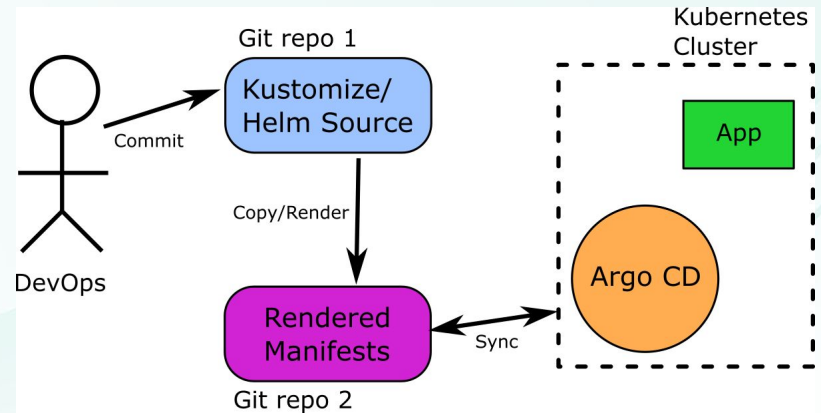 Git repo 1
Kustomize/
Helm Source
Commit
Copy/Render
DevOps
Rendered
Manifests
Git repo 2
Sync
Kubernetes
Cluster
App
Argo CD